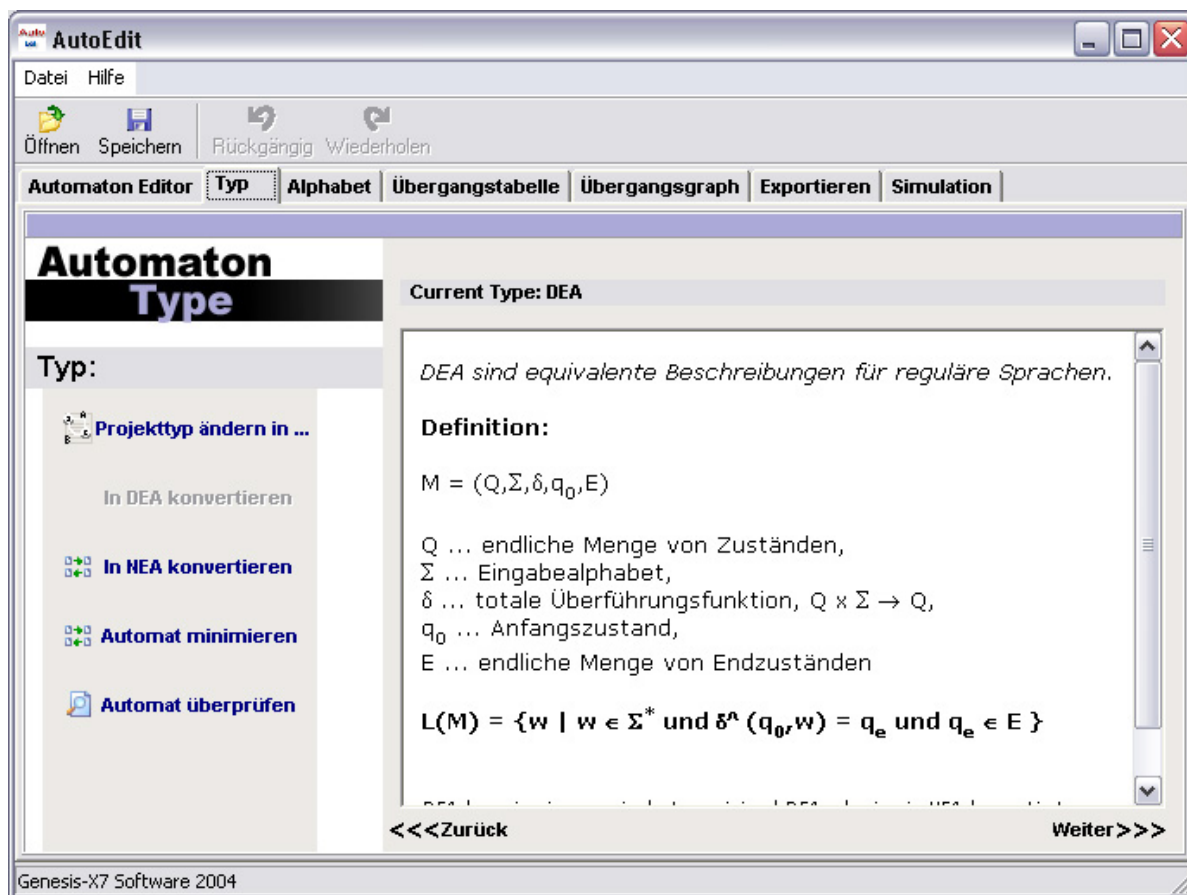 AutoEdit
Datei Hilfe
Öffnen Speichern Rückgängig Wiederholen
Automaton Editor Typ Alphabet Übergangstabelle Übergangsgraph Exportieren Simulation
Automaton
Type
Typ:
Projekttyp ändern in ...
In DEA konvertieren
In NEA konvertieren
Automat minimieren
Automat überprüfen
Current Type: DEA
DEA sind equivalente Beschreibungen für reguläre Sprachen.
Definition:
M = (Q,Σ,δ,q₀,E)
Q ... endliche Menge von Zuständen,
Σ ... Eingabealphabet,
δ ... totale Überführungsfunktion, Q x Σ → Q,
q₀ ... Anfangszustand,
E ... endliche Menge von Endzuständen
L(M) = {w | w ϵ Σ* und δ^ (q₀,w) = qₑ und qₑ ϵ E }
<<<Zurück
Weiter>>>
Genesis-X7 Software 2004